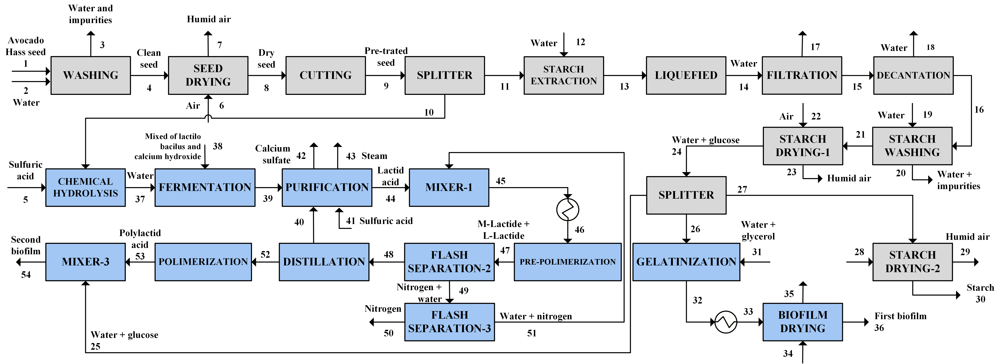 Water and
impurities
3
Humid air
7
Avocado
Hass seed
1
2
Water
WASHING
Clean
seed
4
SEED
DRYING
Air
6
Dry
seed
8
CUTTING
Pre-trated
seed
9
SPLITTER
10
11
Water
12
STARCH
EXTRACTION
13
LIQUEFIED
Water
14
FILTRATION
17
15
Water
18
DECANTATION
16
Air
22
Water
19
STARCH
DRYING-1
21
STARCH
WASHING
23
Humid air
20
Water +
impurities
Water + glucose
24
Sulfuric
acid
5
CHEMICAL
HYDROLYSIS
Water
37
Mixed of lactilo
bacilus and
calcium hydroxide
38
FERMENTATION
39
Calcium
sulfate
42
43
Steam
PURIFICATION
40
41
Sulfuric acid
Lactid
acid
44
MIXER-1
45
46
SPLITTER
27
26
Water +
glycerol
31
GELATINIZATION
32
28
STARCH
DRYING-2
Humid air
29
Starch
30
Second
biofilm
54
MIXER-3
Polylactid
acid
53
POLIMERIZATION
52
DISTILLATION
48
FLASH
SEPARATION-2
M-Lactide +
L-Lactide
47
PRE-POLIMERIZATION
Nitrogen +
water
49
Nitrogen
50
FLASH
SEPARATION-3
Water + nitrogen
51
33
35
BIOFILM
DRYING
34
First biofilm
36
Water + glucose
25